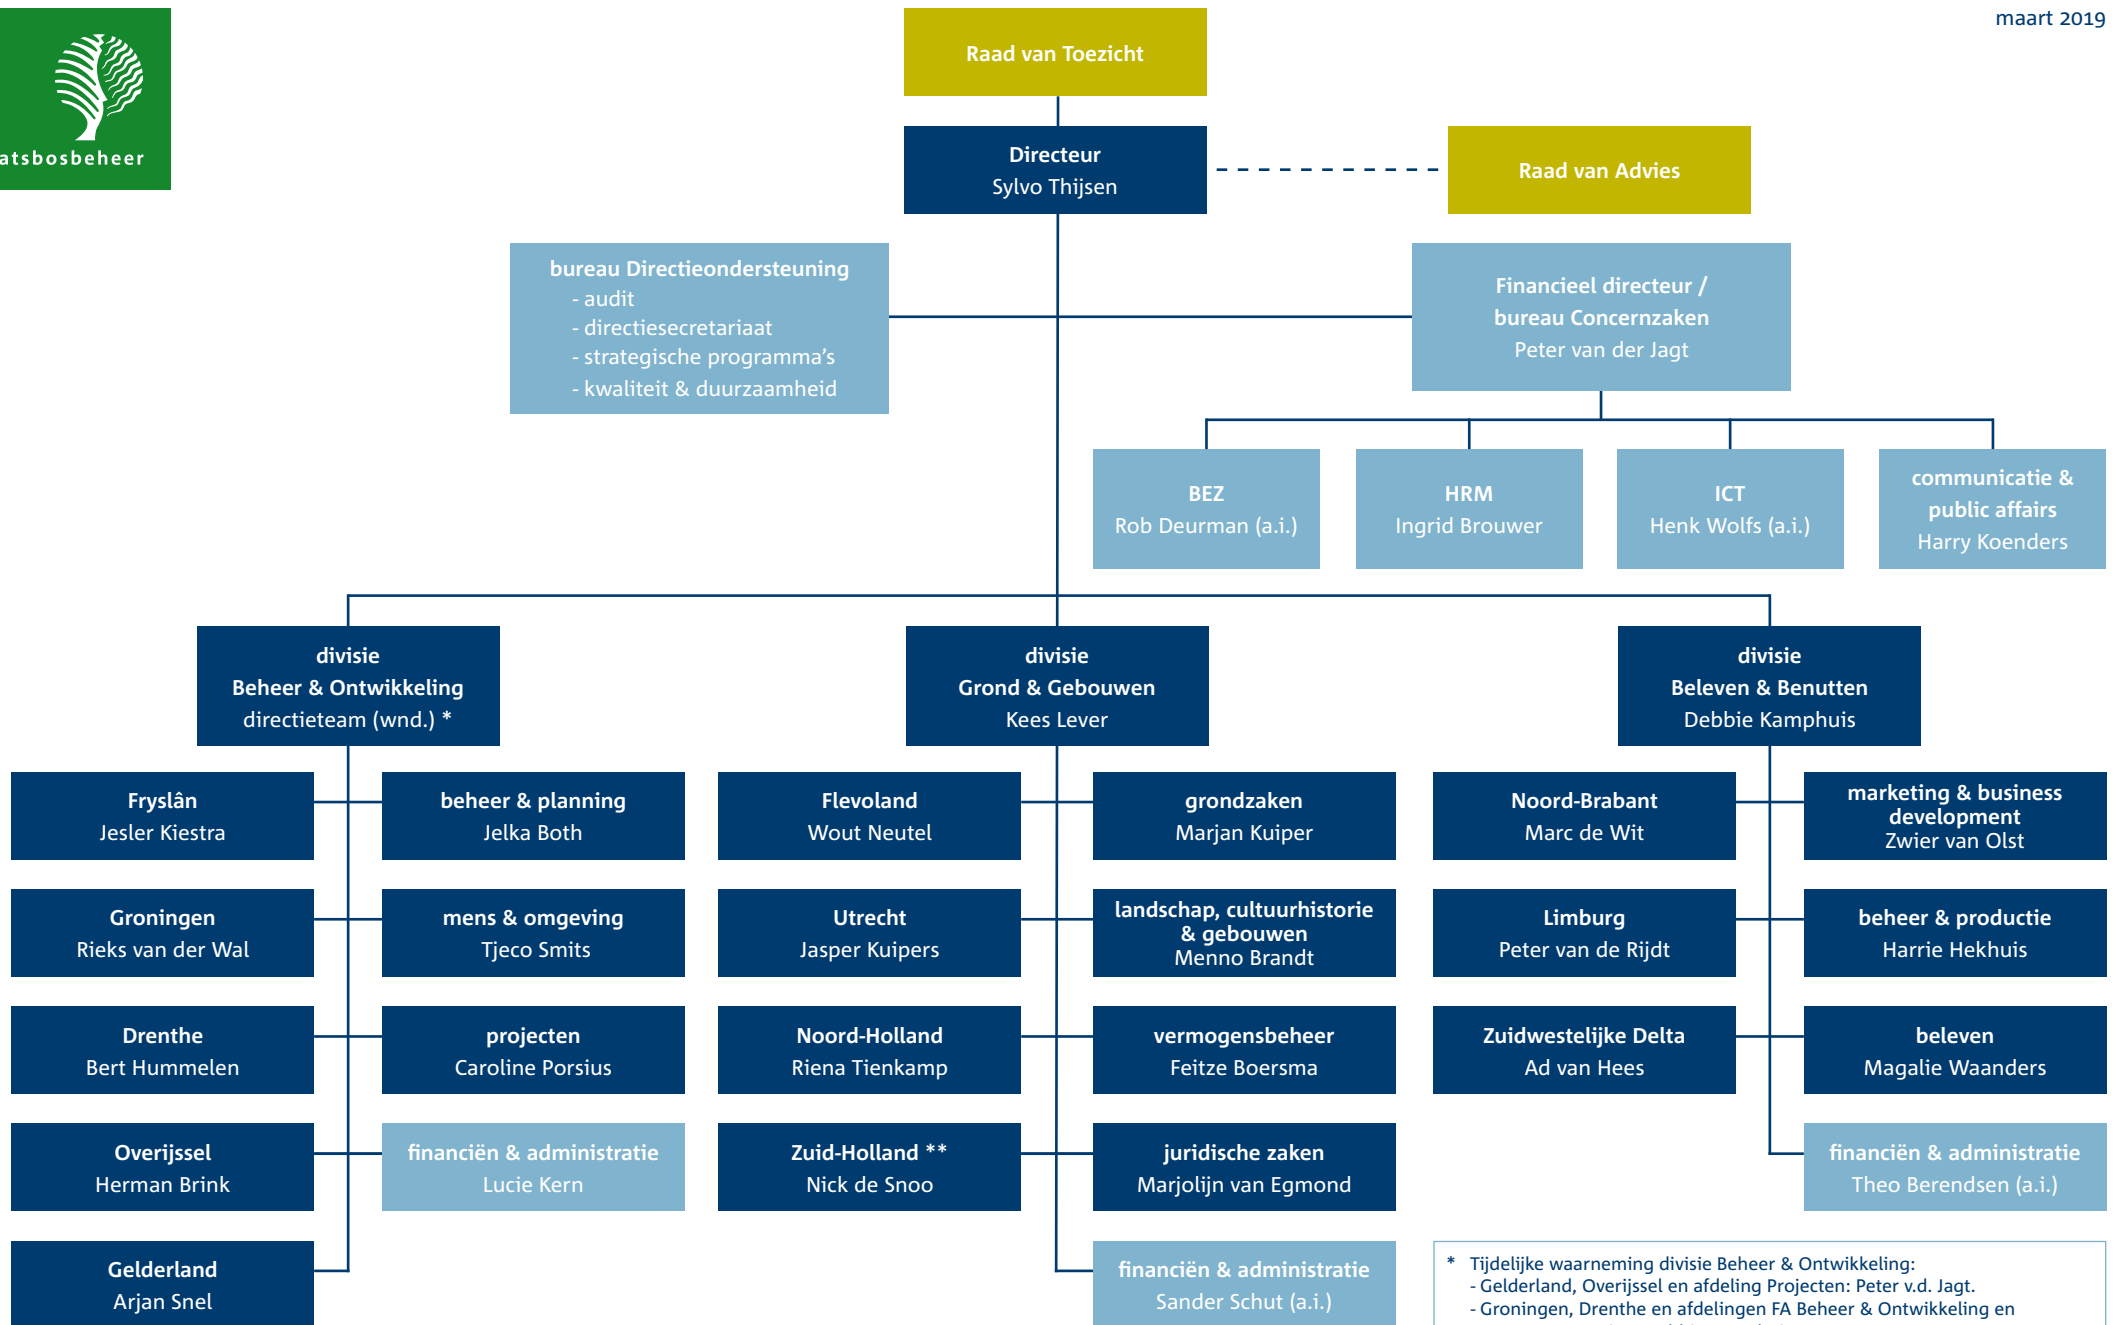 maart 2019
atsbosbeheer
Raad van Toezicht
Directeur
Sylvo Thijsen
Raad van Advies
bureau Directieondersteuning
- audit
- directiesecretariaat
- strategische programma’s
- kwaliteit & duurzaamheid
Financieel directeur /
bureau Concernzaken
Peter van der Jagt
BEZ
Rob Deurman (a.i.)
HRM
Ingrid Brouwer
ICT
Henk Wolfs (a.i.)
communicatie &
public affairs
Harry Koenders
divisie
Beheer & Ontwikkeling
directieteam (wnd.) *
divisie
Grond & Gebouwen
Kees Lever
divisie
Beleven & Benutten
Debbie Kamphuis
Fryslân
Jesler Kiestra
beheer & planning
Jelka Both
Groningen
Rieks van der Wal
mens & omgeving
Tjeco Smits
Drenthe
Bert Hummelen
projecten
Caroline Porsius
Overijssel
Herman Brink
financiën & administratie
Lucie Kern
Gelderland
Arjan Snel
Flevoland
Wout Neutel
grondzaken
Marjan Kuiper
Utrecht
Jasper Kuipers
landschap, cultuurhistorie
& gebouwen
Menno Brandt
Noord-Holland
Riena Tienkamp
vermogensbeheer
Feitze Boersma
Zuid-Holland **
Nick de Snoo
juridische zaken
Marjolijn van Egmond
financiën & administratie
Sander Schut (a.i.)
Noord-Brabant
Marc de Wit
marketing & business
development
Zwier van Olst
Limburg
Peter van de Rijdt
beheer & productie
Harrie Hekhuis
Zuidwestelijke Delta
Ad van Hees
beleven
Magalie Waanders
financiën & administratie
Theo Berendsen (a.i.)
* Tijdelijke waarneming divisie Beheer & Ontwikkeling:
- Gelderland, Overijssel en afdeling Projecten: Peter v.d. Jagt.
- Groningen, Drenthe en afdelingen FA Beheer & Ontwikkeling en